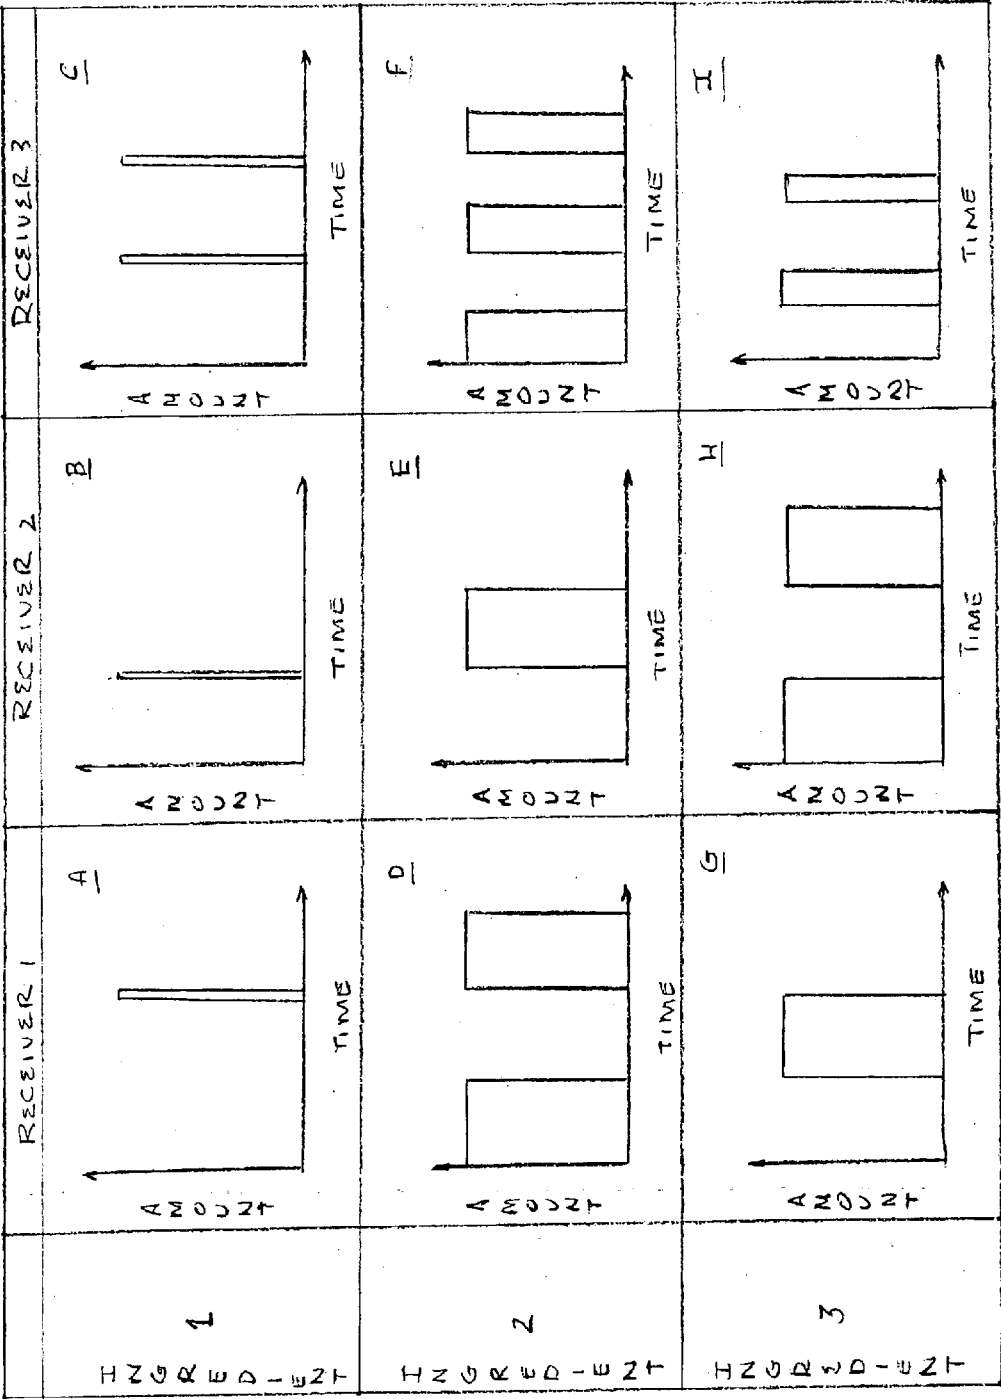 RECEIVER 1 RECEIVER 2 RECEIVER 3
INGREDIENT 1
A
AMOUNT
TIME
B
AMOUNT
TIME
C
AMOUNT
TIME
INGREDIENT 2
D
AMOUNT
TIME
E
AMOUNT
TIME
F
AMOUNT
TIME
INGREDIENT 3
G
AMOUNT
TIME
H
AMOUNT
TIME
I
AMOUNT
TIME